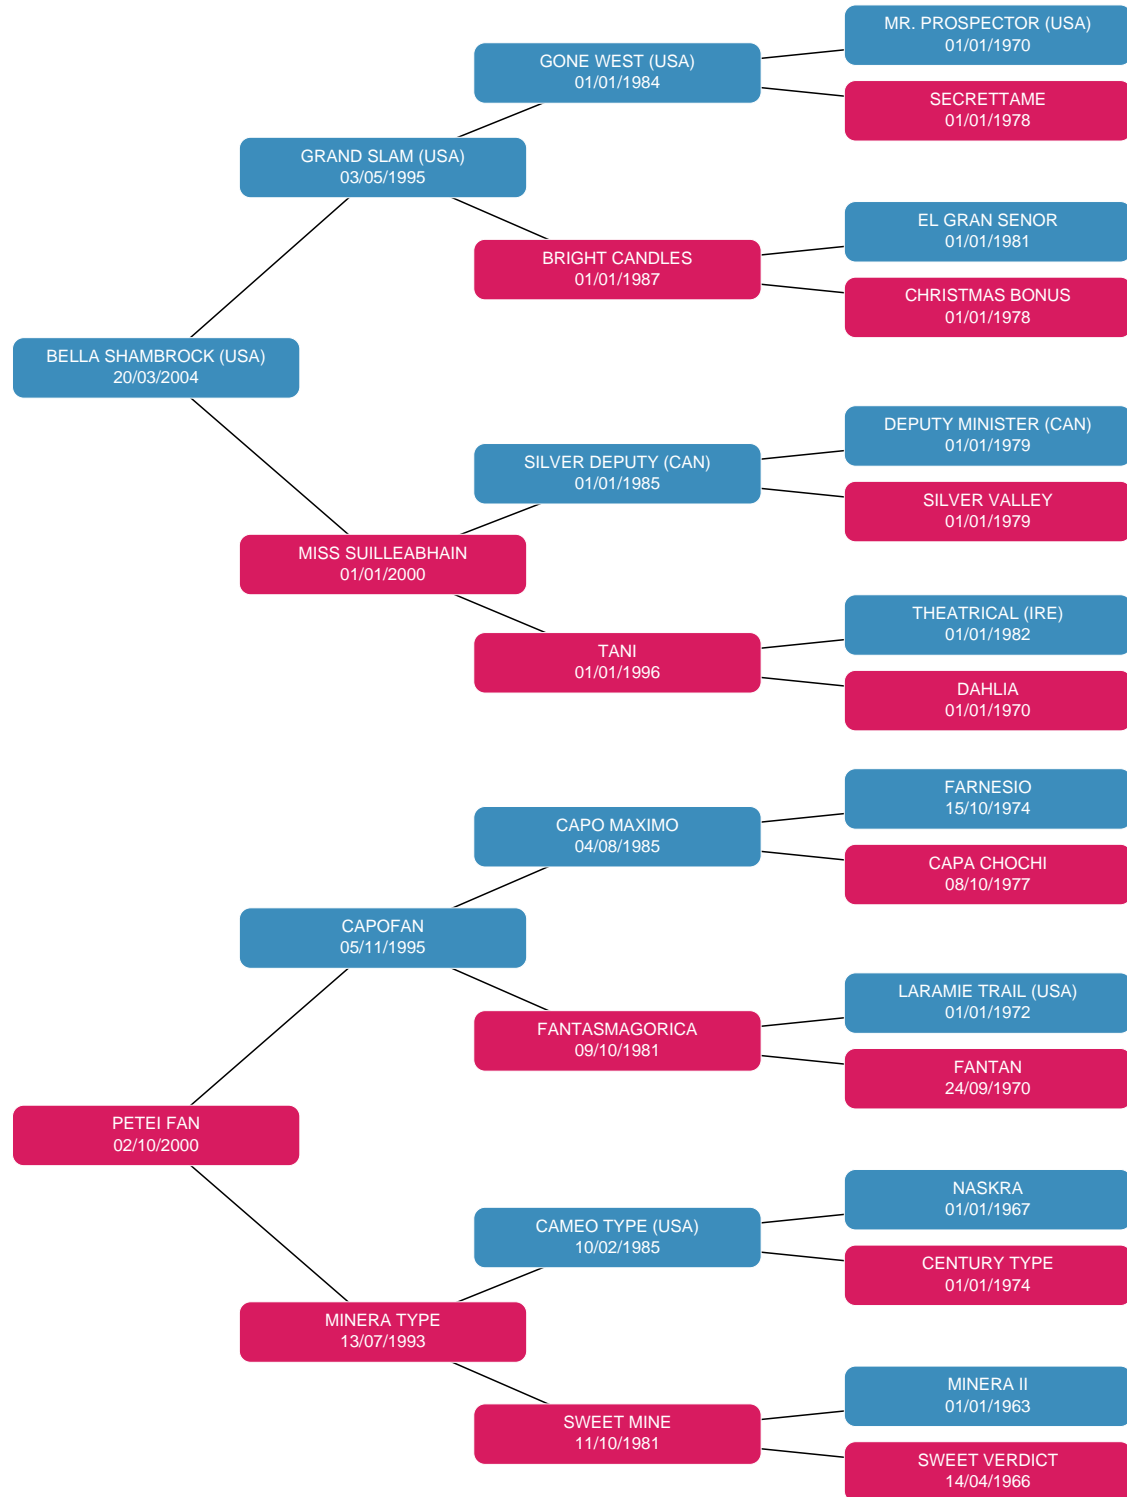 MR. PROSPECTOR (USA)
01/01/1970
GONE WEST (USA)
01/01/1984
SECRETTAME
01/01/1978
GRAND SLAM (USA)
03/05/1995
EL GRAN SENOR
01/01/1981
BRIGHT CANDLES
01/01/1987
CHRISTMAS BONUS
01/01/1978
BELLA SHAMBROCK (USA)
20/03/2004
DEPUTY MINISTER (CAN)
01/01/1979
SILVER DEPUTY (CAN)
01/01/1985
SILVER VALLEY
01/01/1979
MISS SUILLEABHAIN
01/01/2000
THEATRICAL (IRE)
01/01/1982
TANI
01/01/1996
DAHLIA
01/01/1970
FARNESIO
15/10/1974
CAPO MAXIMO
04/08/1985
CAPA CHOCHI
08/10/1977
CAPOFAN
05/11/1995
LARAMIE TRAIL (USA)
01/01/1972
FANTASMAGORICA
09/10/1981
FANTAN
24/09/1970
PETEI FAN
02/10/2000
NASKRA
01/01/1967
CAMEO TYPE (USA)
10/02/1985
CENTURY TYPE
01/01/1974
MINERA TYPE
13/07/1993
MINERA II
01/01/1963
SWEET MINE
11/10/1981
SWEET VERDICT
14/04/1966